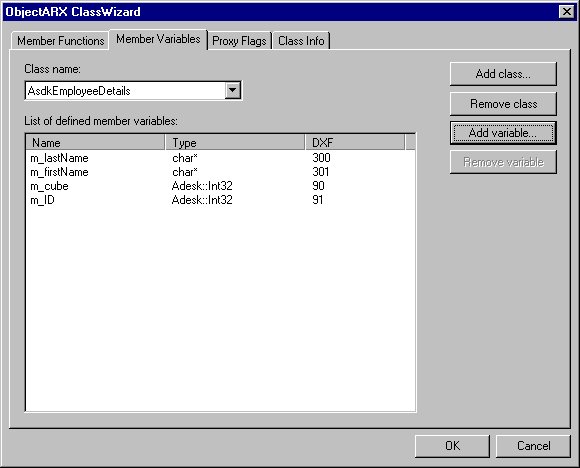 ObjectARX ClassWizard
Member Functions Member Variables Proxy Flags Class Info
Class name:
AsdkEmployeeDetails
Add class...
Remove class
List of defined member variables:
Add variable...
Name Type DXF
m_lastName char* 300
Remove variable
m_firstName char* 301
m_cube Adesk::Int32 90
m_ID Adesk::Int32 91
OK Cancel